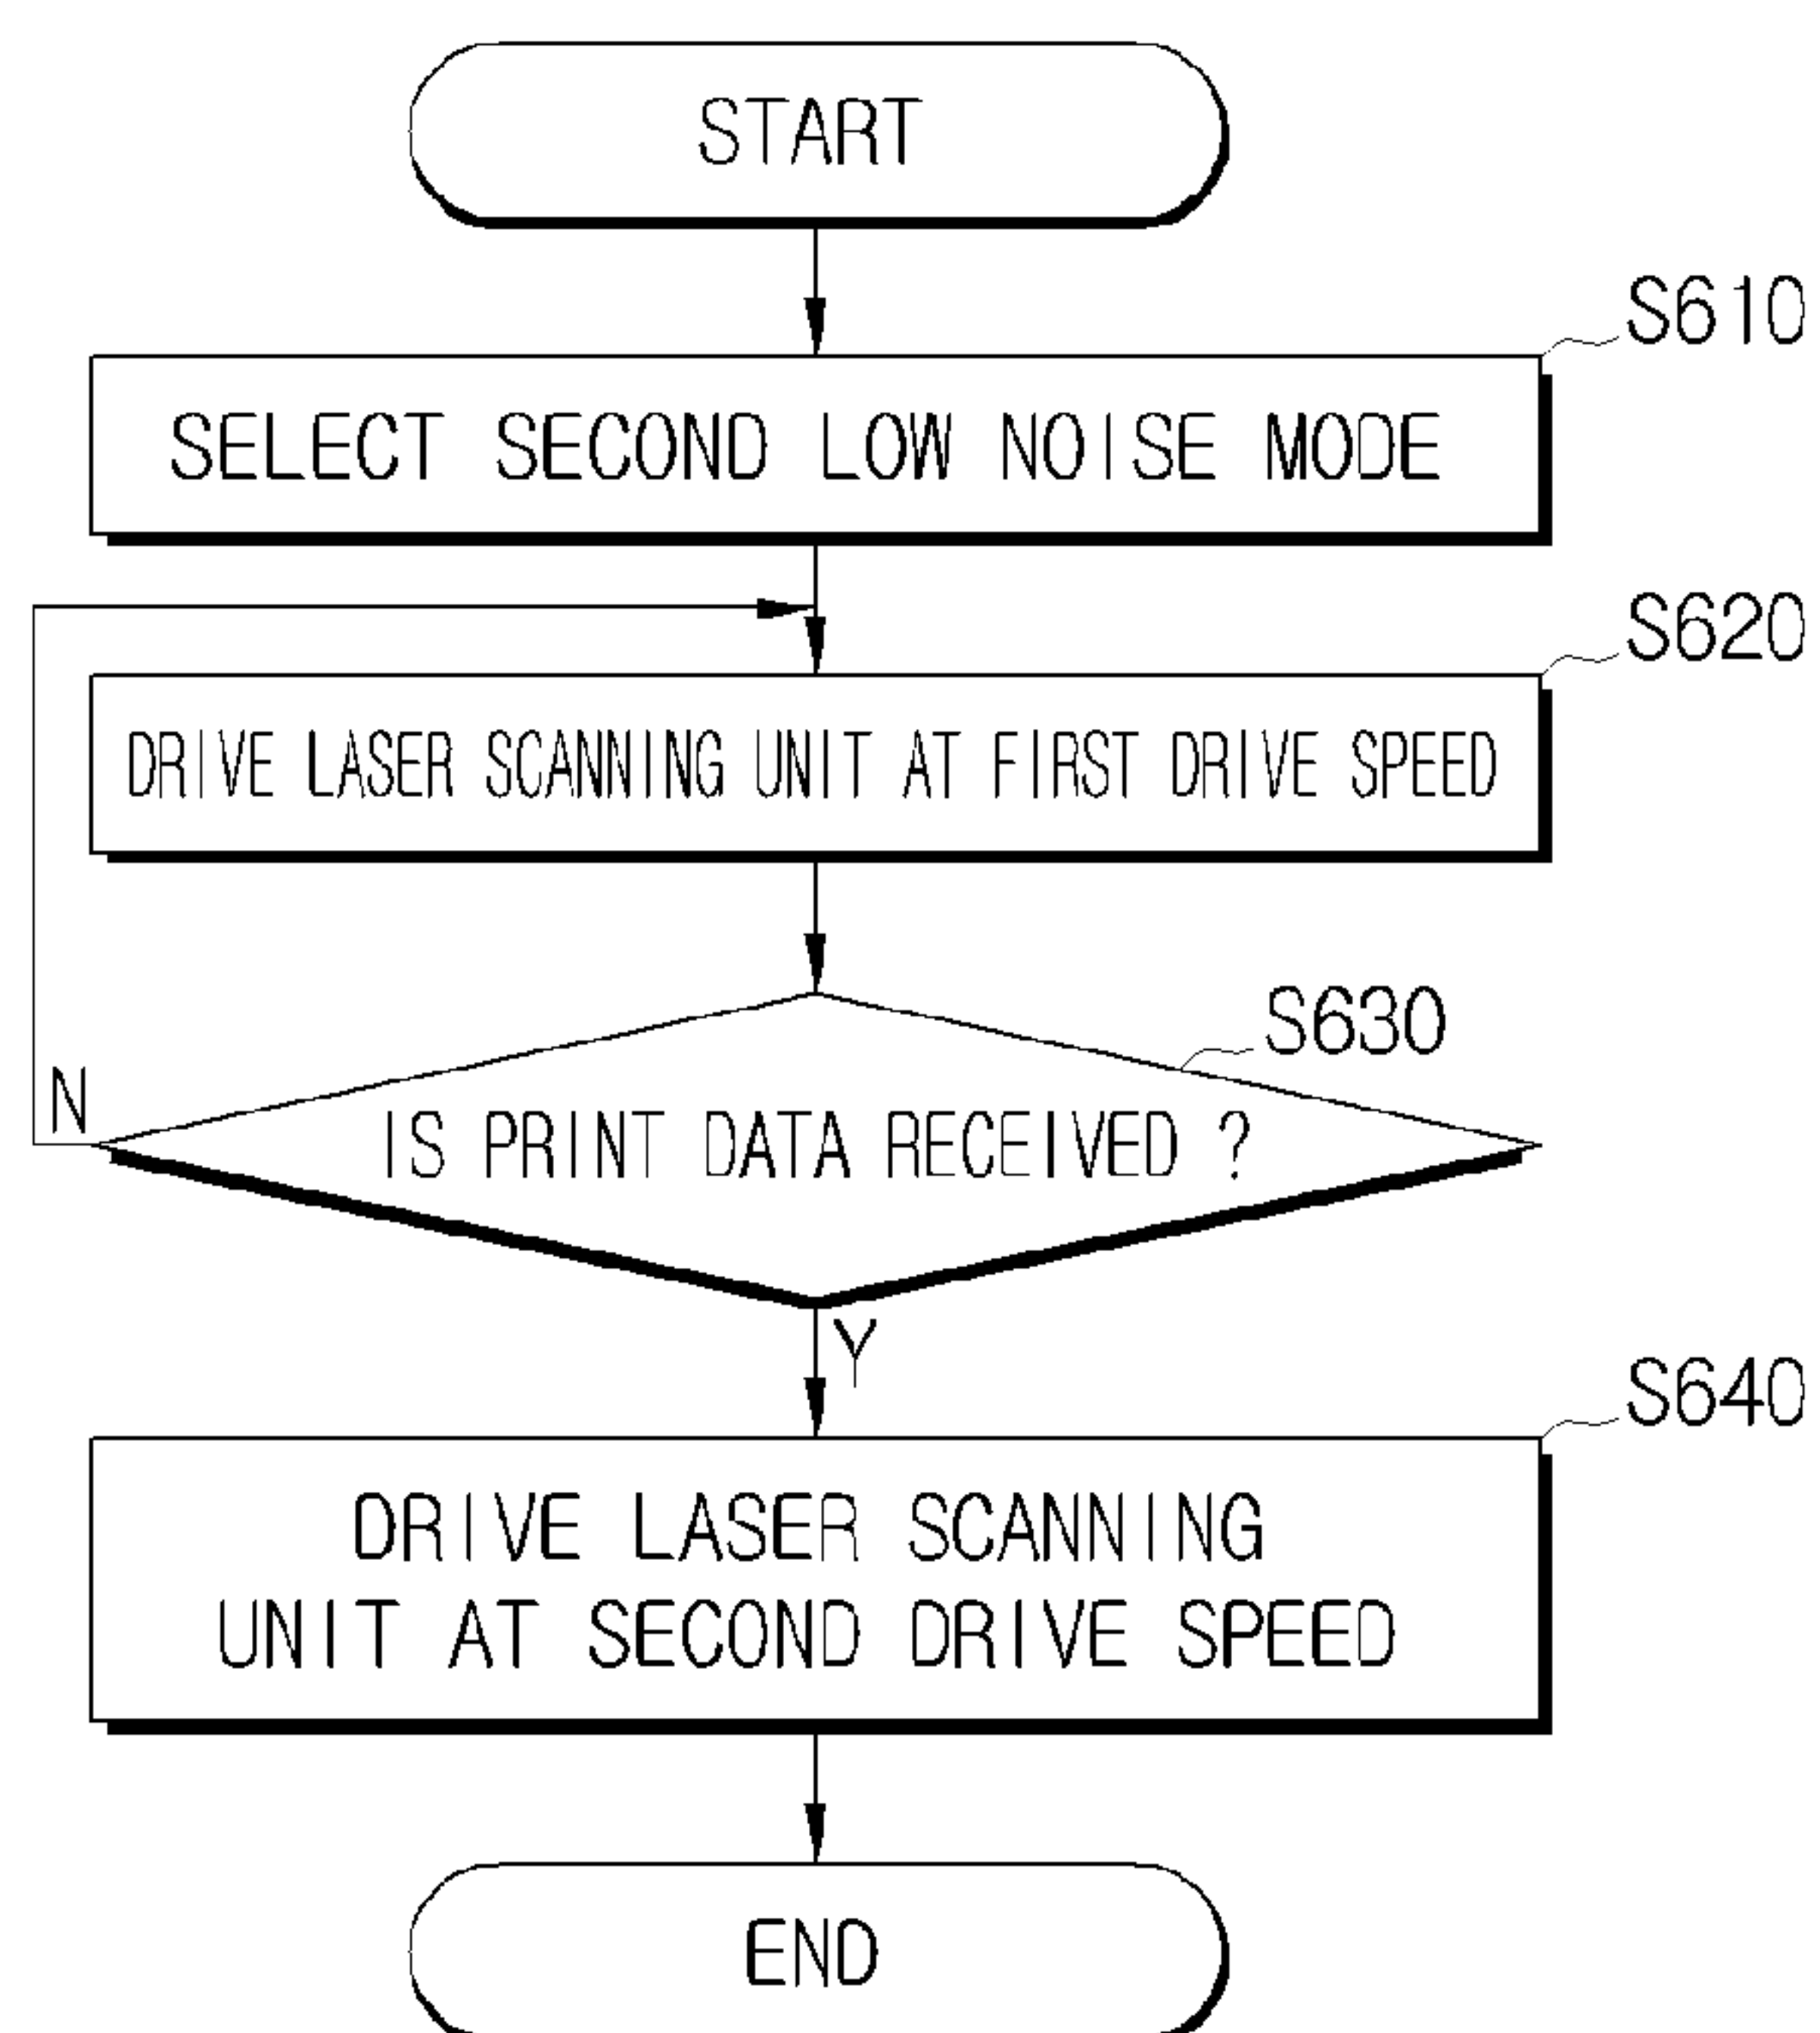 START
S610
SELECT SECOND LOW NOISE MODE
S620
DRIVE LASER SCANNING UNIT AT FIRST DRIVE SPEED
S630
N
IS PRINT DATA RECEIVED ?
Y
S640
DRIVE LASER SCANNING
UNIT AT SECOND DRIVE SPEED
END